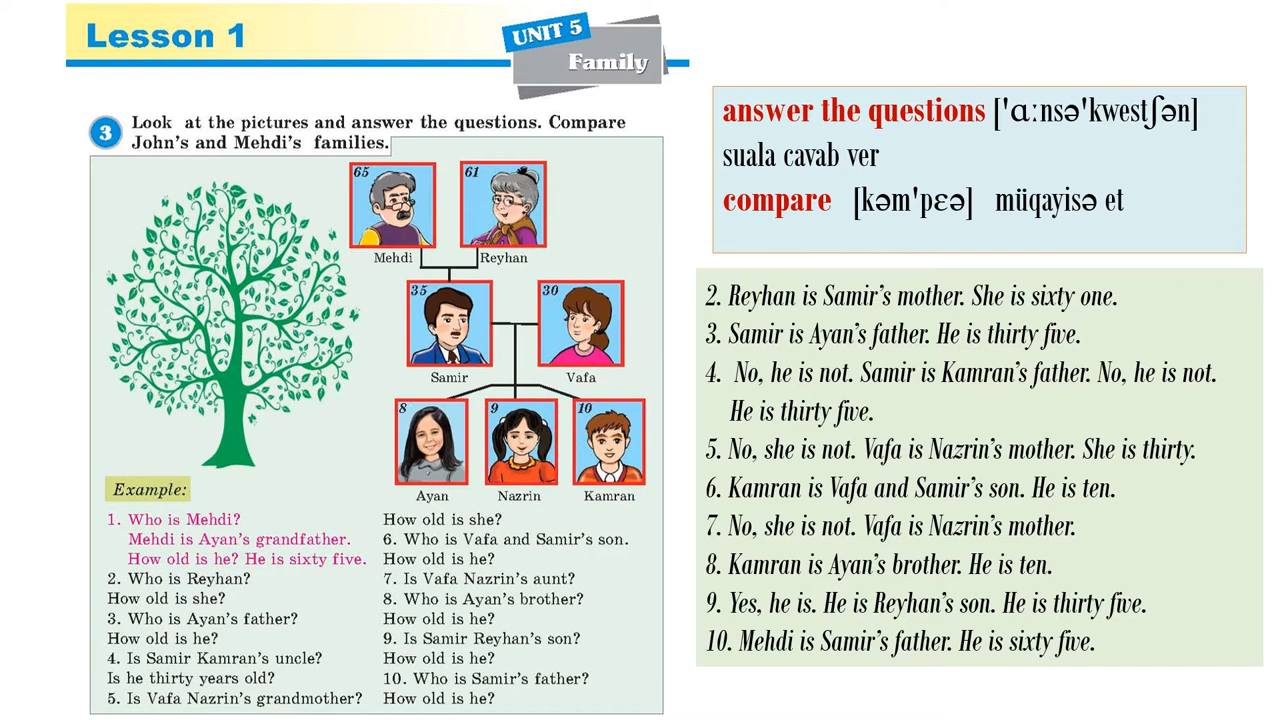 Lesson 1
UNIT 5
Family
3 Look at the pictures and answer the questions. Compare
John's and Mehdi's families.
65
61
Mehdi
Reyhan
35
30
Samir
Vafa
8
9
10
Ayan
Nazrin
Kamran
Example:
1. Who is Mehdi?
Mehdi is Ayan's grandfather.
How old is he? He is sixty five.
2. Who is Reyhan?
How old is she?
3. Who is Ayan's father?
How old is he?
4. Is Samir Kamran's uncle?
Is he thirty years old?
5. Is Vafa Nazrin's grandmother?
How old is she?
6. Who is Vafa and Samir's son.
How old is he?
7. Is Vafa Nazrin's aunt?
8. Who is Ayan's brother?
How old is he?
9. Is Samir Reyhan's son?
How old is he?
10. Who is Samir's father?
How old is he?
answer the questions ['ɑːnsə'kwestʃən]
suala cavab ver
compare [kəm'pɛə] müqayisə et
2. Reyhan is Samir's mother. She is sixty one.
3. Samir is Ayan's father. He is thirty five.
4. No, he is not. Samir is Kamran's father. No, he is not.
He is thirty five.
5. No, she is not. Vafa is Nazrin's mother. She is thirty.
6. Kamran is Vafa and Samir's son. He is ten.
7. No, she is not. Vafa is Nazrin's mother.
8. Kamran is Ayan's brother. He is ten.
9. Yes, he is. He is Reyhan's son. He is thirty five.
10. Mehdi is Samir's father. He is sixty five.